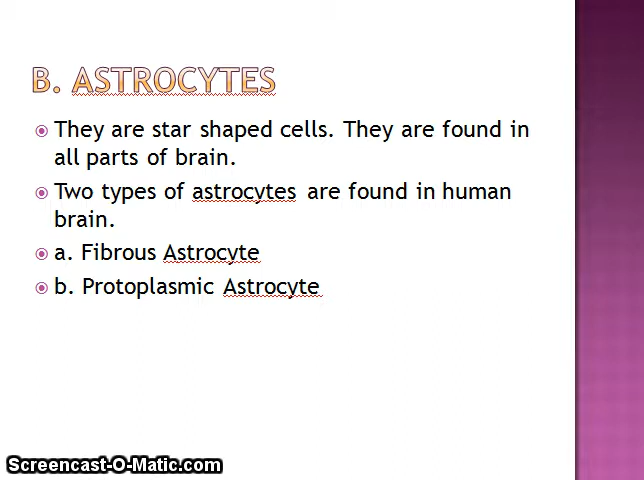 B. ASTROCYTES
They are star shaped cells. They are found in
all parts of brain.
Two types of astrocytes are found in human
brain.
a. Fibrous Astrocyte
b. Protoplasmic Astrocyte
Screencast-O-Matic.com